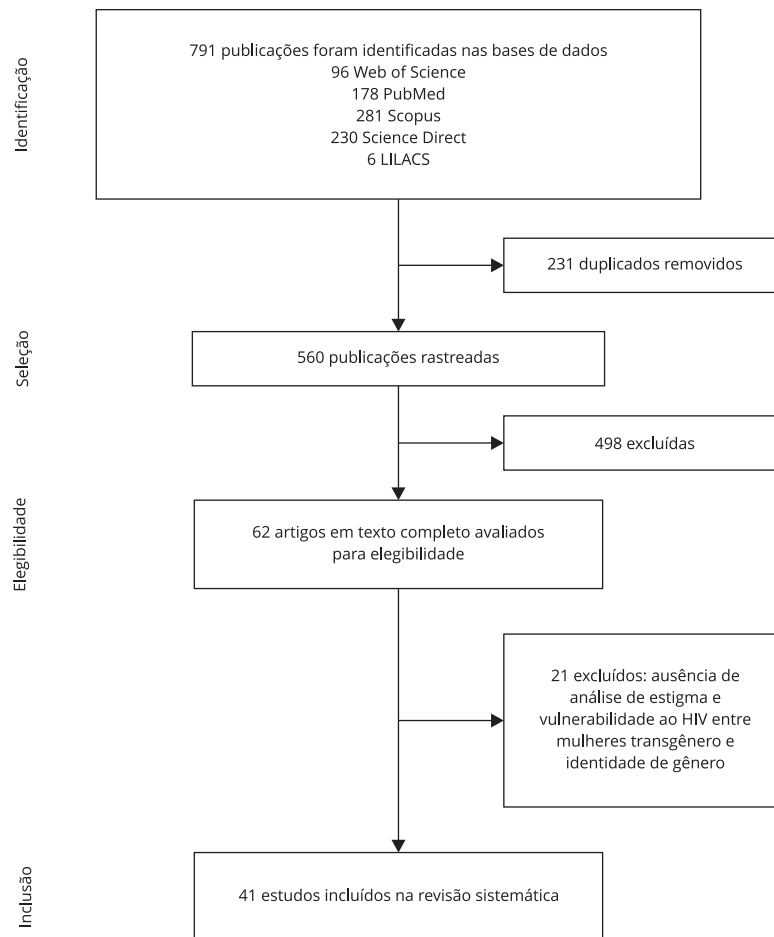 Identificação
791 publicações foram identificadas nas bases de dados
96 Web of Science
178 PubMed
281 Scopus
230 Science Direct
6 LILACS
231 duplicados removidos
Seleção
560 publicações rastreadas
498 excluídas
Elegibilidade
62 artigos em texto completo avaliados
para elegibilidade
21 excluídos: ausência de
análise de estigma e
vulnerabilidade ao HIV entre
mulheres transgênero e
identidade de gênero
Inclusão
41 estudos incluídos na revisão sistemática